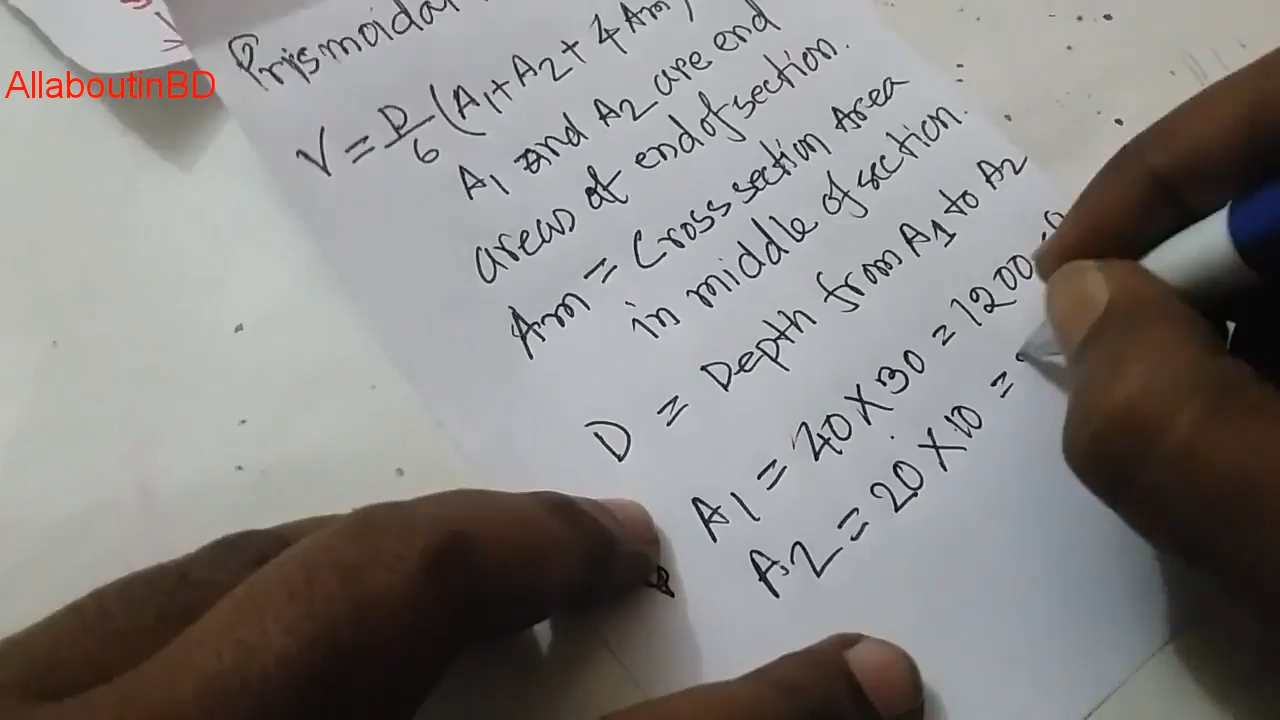 AllaboutinBD
Prismoidal
V = D/6 (A1 + A2 + 4Am)
A1 and A2 are end
areas of end of section.
Am = Cross section Area
in middle of section.
D = Depth from A1 to A2
A1 = 40 X 30 = 1200
A2 = 20 X 10 =